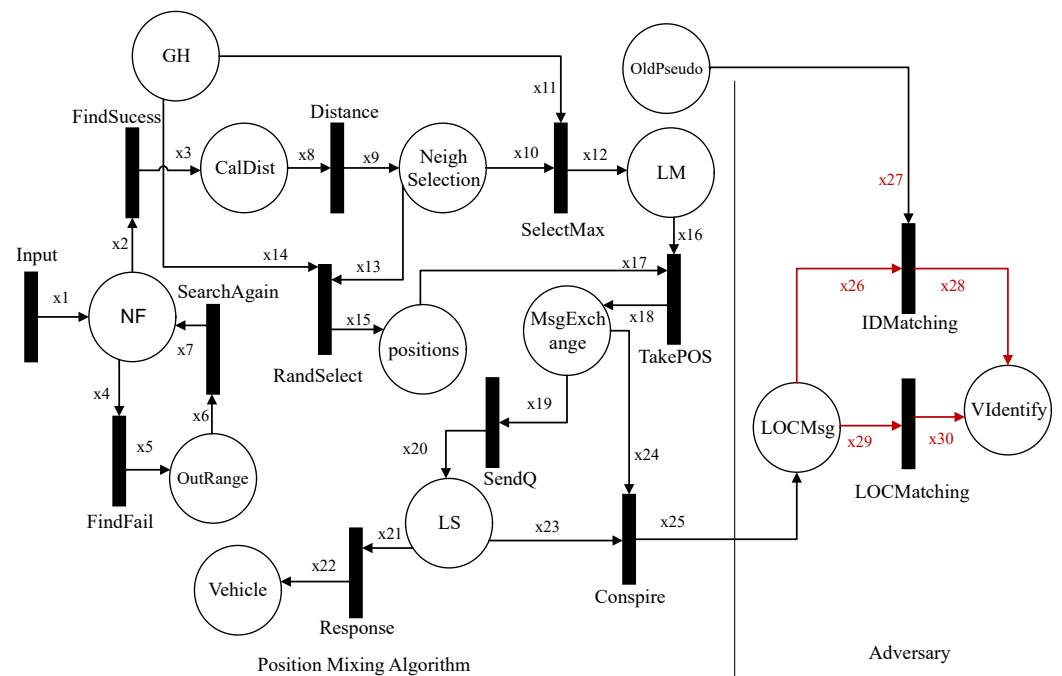 GH
OldPseudo
x11
FindSucess
Distance
x3
CalDist
x8
x9
Neigh
Selection
x10
x12
LM
x27
SelectMax
x2
x16
Input
x14
x13
x17
x1
SearchAgain
x26
x28
NF
x15
MsgExch
ange
x18
IDMatching
x7
positions
TakePOS
RandSelect
x4
x6
x19
VIdentify
LOCMsg
x5
x29
x30
x20
x24
OutRange
SendQ
LOCMatching
FindFail
LS
x21
x23
x25
x22
Vehicle
Conspire
Response
Position Mixing Algorithm
Adversary